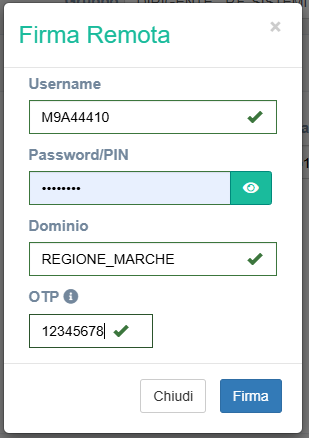 Firma Remota
×
Username
M9A44410
Password/PIN
••••••••
Dominio
REGIONE_MARCHE
OTP
12345678
Chiudi
Firma